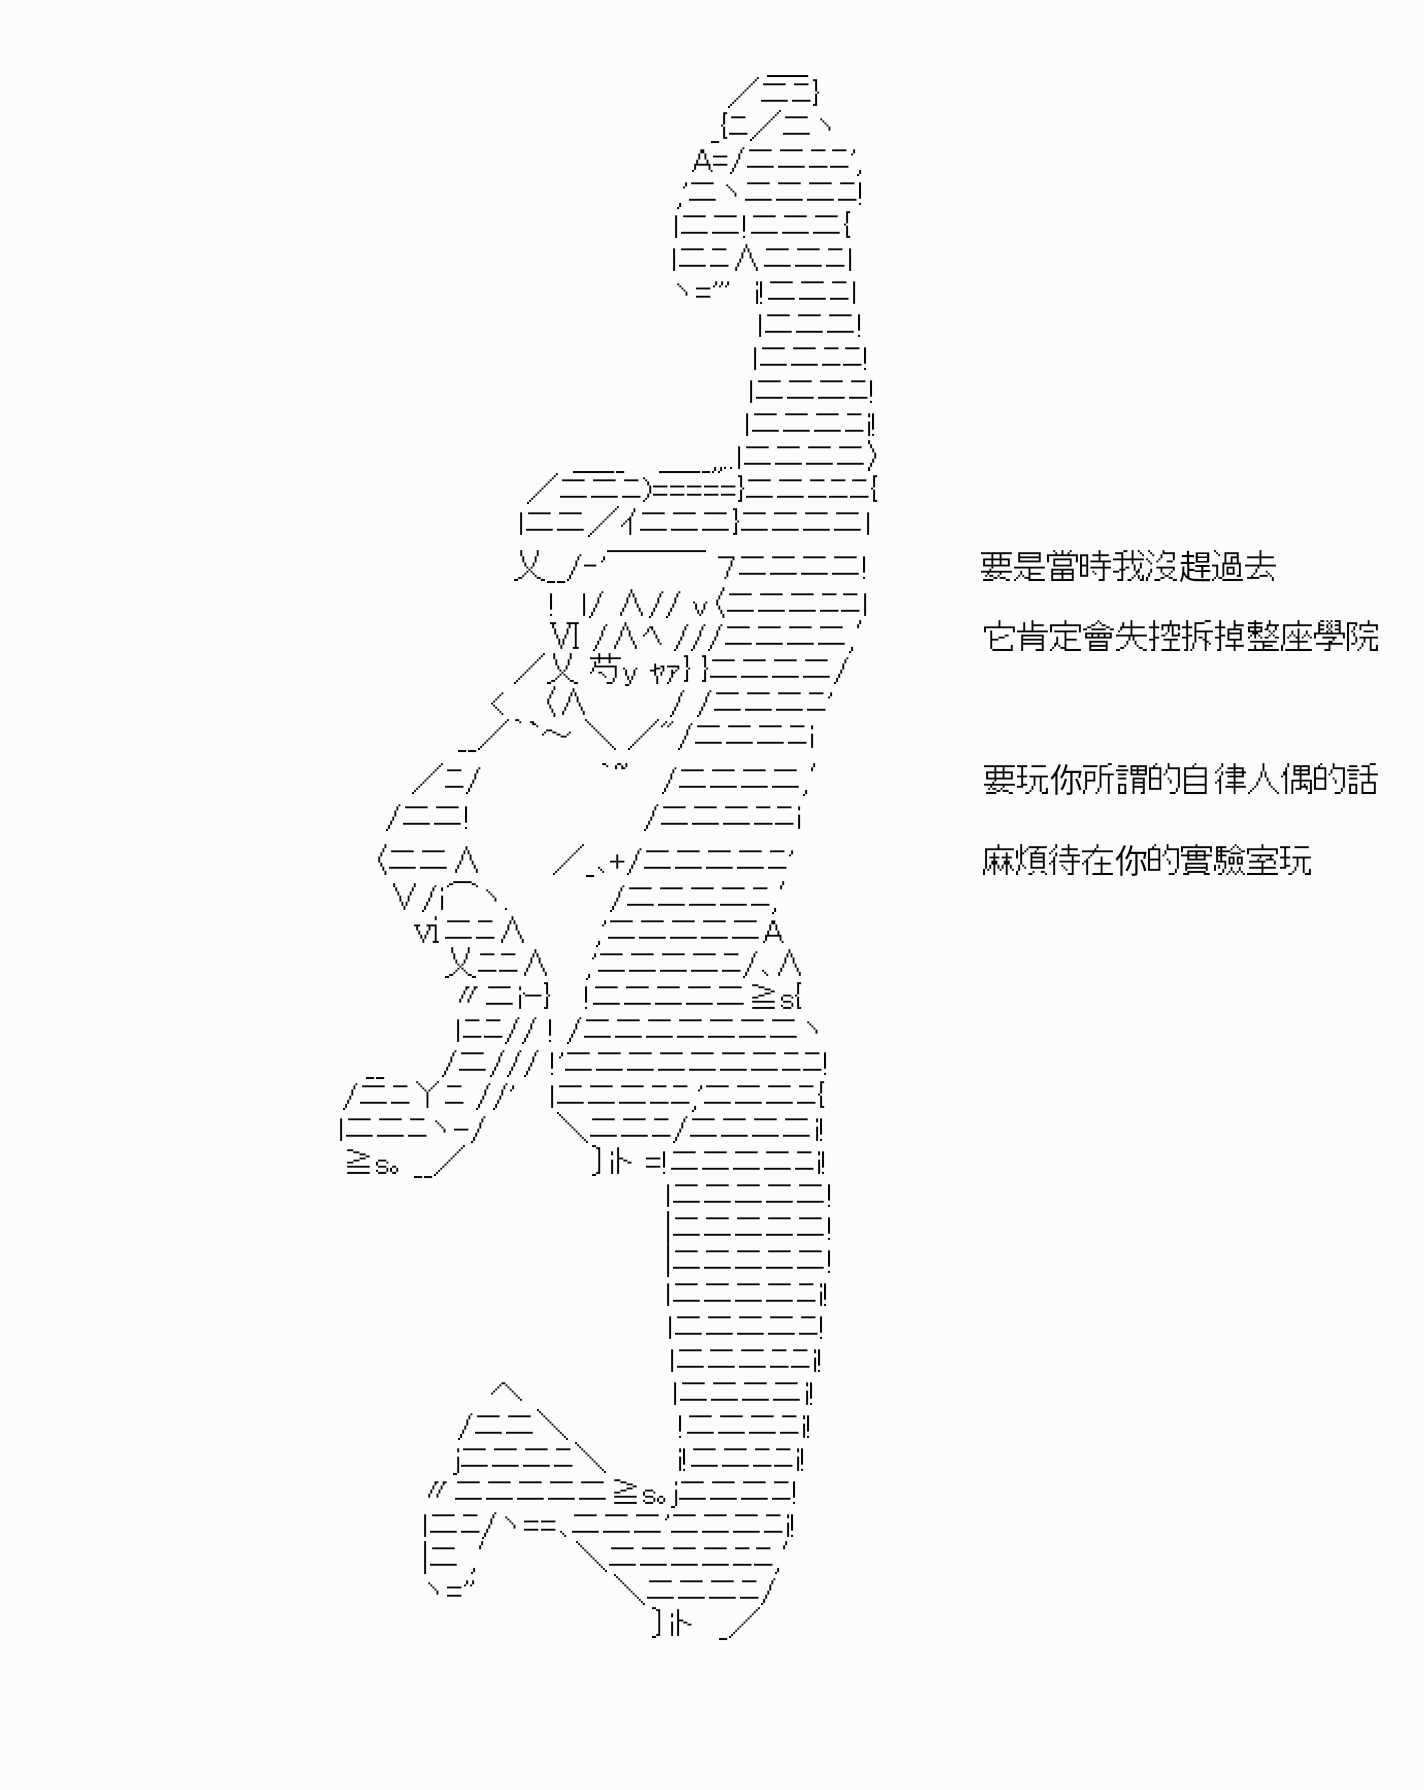 要是當時我沒趕過去
它肯定會失控拆掉整座學院
要玩你所謂的自律人偶的話
麻煩待在你的實驗室玩